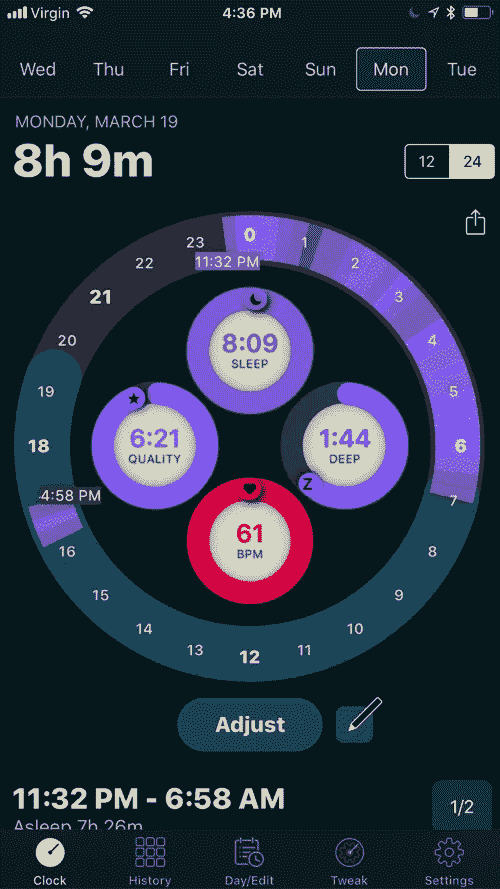 Virgin 4:36 PM
Wed Thu Fri Sat Sun Mon Tue
MONDAY, MARCH 19
8h 9m
12 24
0
23 1
11:32 PM
22 2
21 3
20 4
8:09
SLEEP
19 5
6:21
QUALITY
1:44
DEEP
18 6
4:58 PM
7
61
BPM
16 8
15 9
14 10
13 11
12
Adjust
11:32 PM - 6:58 AM
1/2
Asleep 7h 26m
Clock History Day/Edit Tweak Settings